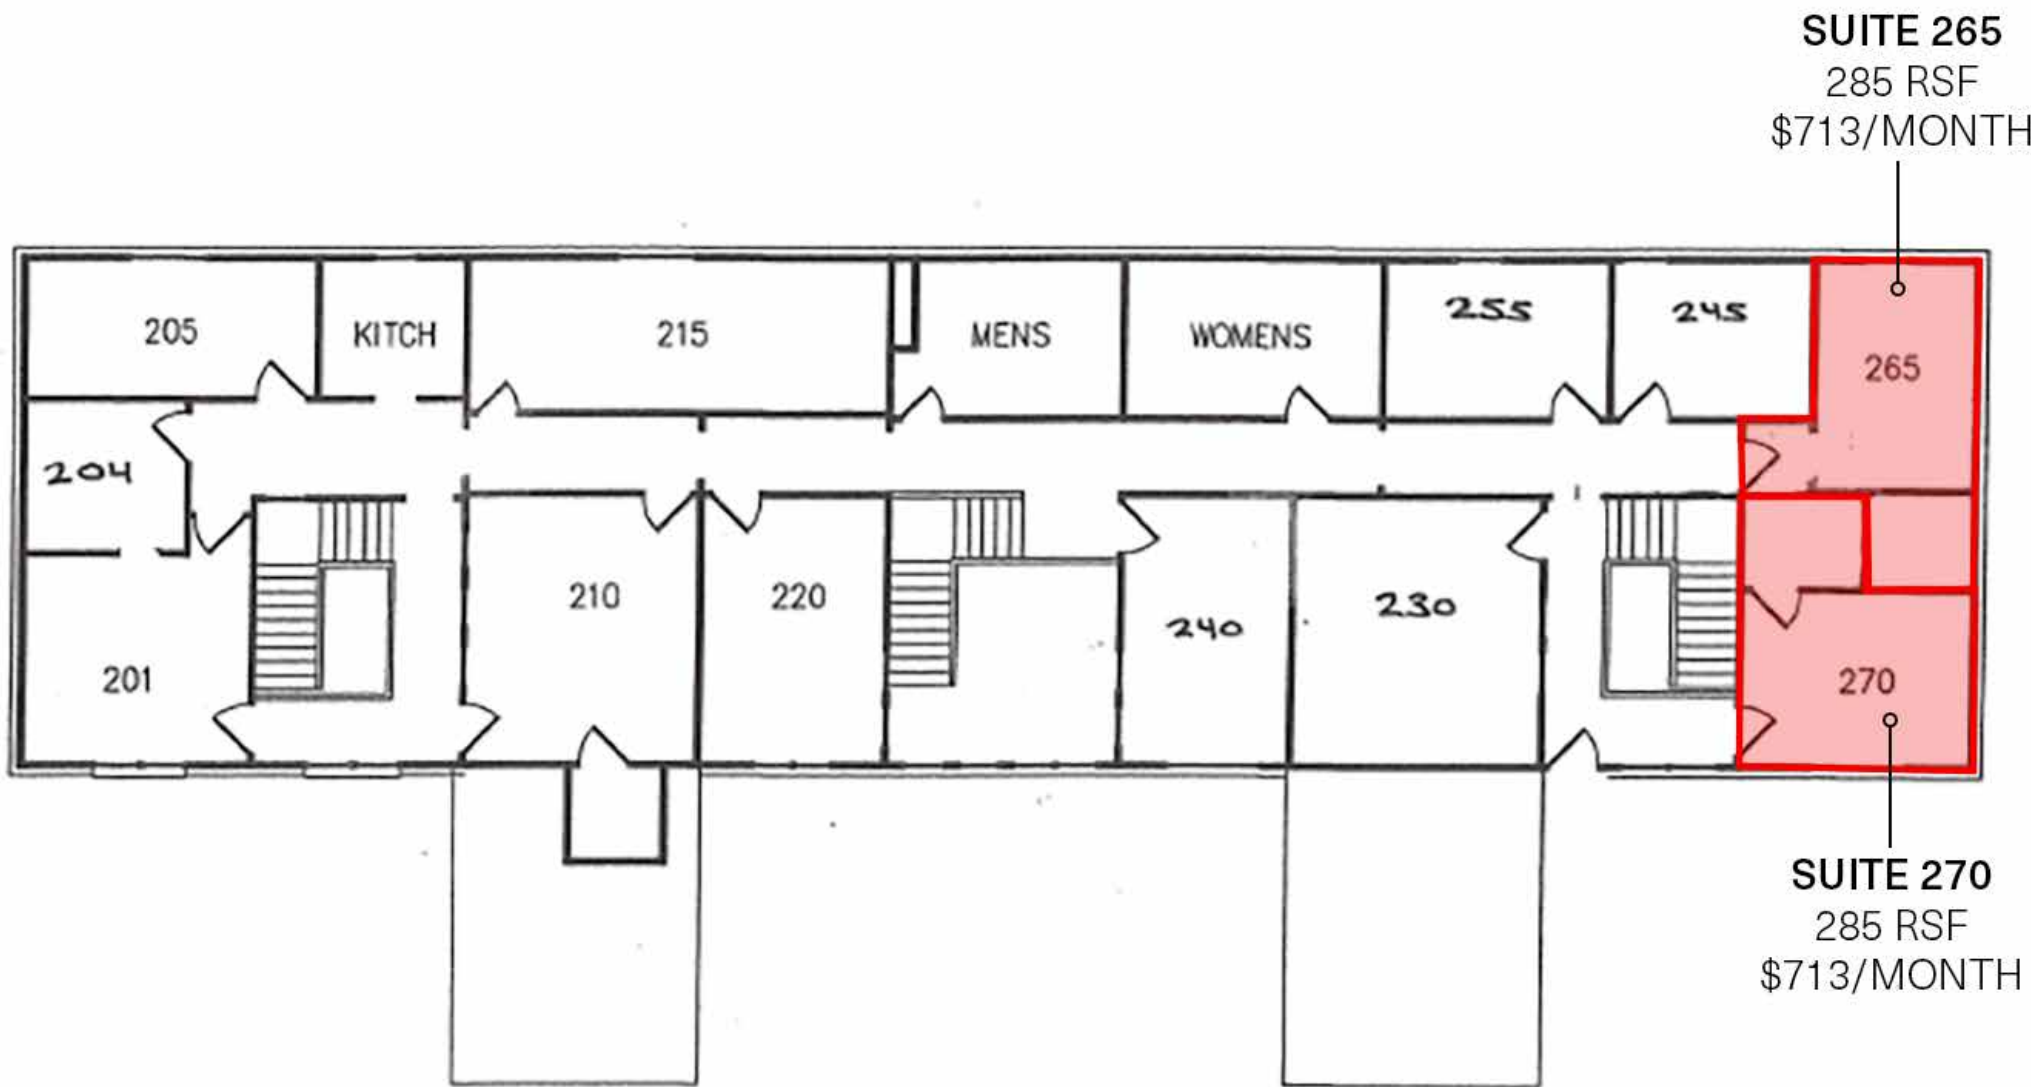 SUITE 265
285 RSF
$713/MONTH
205
KITCH
215
MENS
WOMENS
255
245
265
204
201
210
220
240
230
270
SUITE 270
285 RSF
$713/MONTH